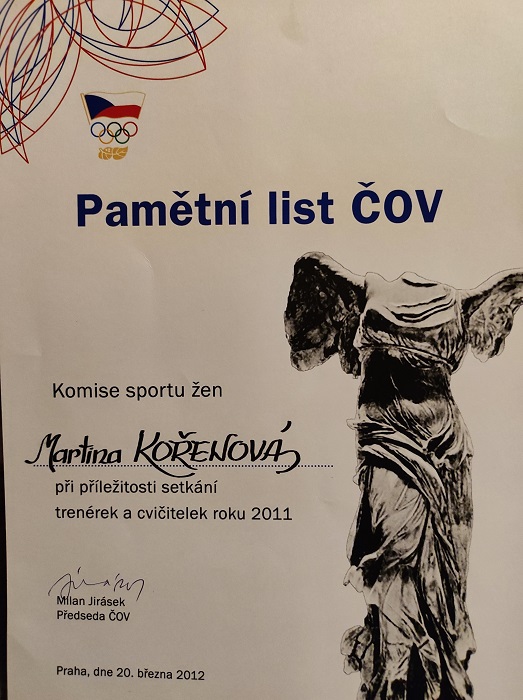 Pamětní list ČOV
Komise sportu žen
Martina KOŘENOVÁ
při příležitosti setkání
trenérek a cvičitelek roku 2011
Milan Jirásek
Předseda ČOV
Praha, dne 20. března 2012